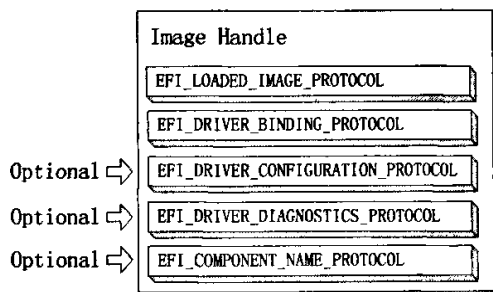 Image Handle
EFI_LOADED_IMAGE_PROTOCOL
EFI_DRIVER_BINDING_PROTOCOL
Optional EFI_DRIVER_CONFIGURATION_PROTOCOL
Optional EFI_DRIVER_DIAGNOSTICS_PROTOCOL
Optional EFI_COMPONENT_NAME_PROTOCOL